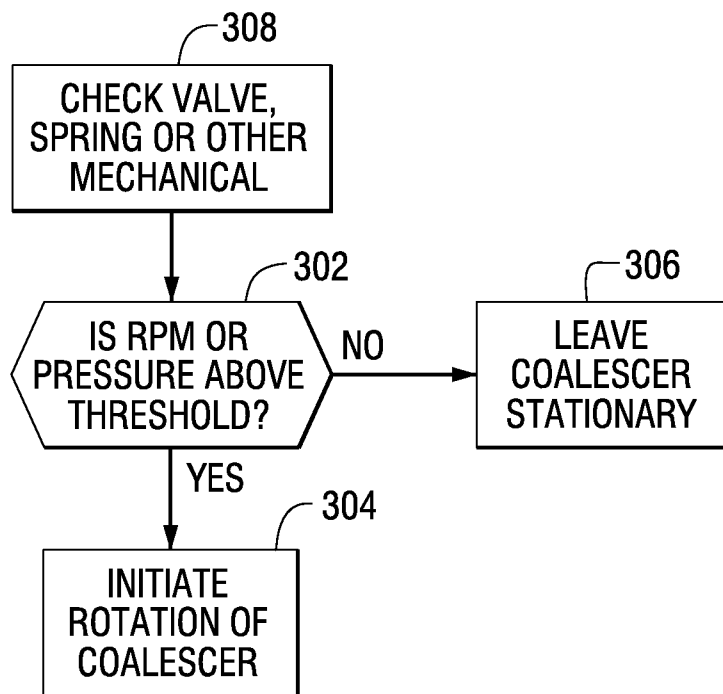 308
CHECK VALVE,
SPRING OR OTHER
MECHANICAL
302
IS RPM OR
PRESSURE ABOVE
THRESHOLD?
NO
306
LEAVE
COALESCER
STATIONARY
YES
304
INITIATE
ROTATION OF
COALESCER